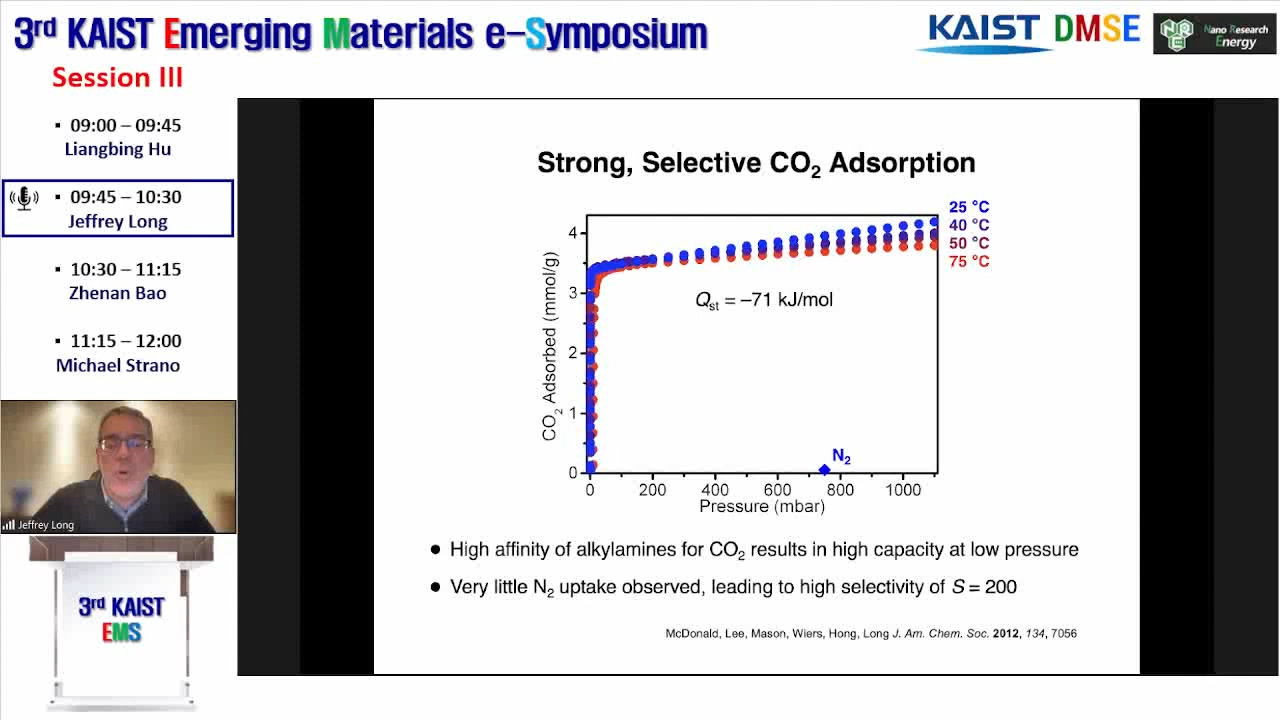 3rd KAIST Emerging Materials e-Symposium
KAIST DMSE
NRE
Nano Research
Energy
Session III
▪ 09:00 – 09:45
Liangbing Hu
▪ 09:45 – 10:30
Jeffrey Long
▪ 10:30 – 11:15
Zhenan Bao
▪ 11:15 – 12:00
Michael Strano
Jeffrey Long
3rd KAIST
EMS
Strong, Selective CO₂ Adsorption
25 °C
40 °C
50 °C
75 °C
CO₂ Adsorbed (mmol/g)
4
3
2
1
0
Qst = –71 kJ/mol
N₂
0 200 400 600 800 1000
Pressure (mbar)
● High affinity of alkylamines for CO₂ results in high capacity at low pressure
● Very little N₂ uptake observed, leading to high selectivity of S = 200
McDonald, Lee, Mason, Wiers, Hong, Long J. Am. Chem. Soc. 2012, 134, 7056